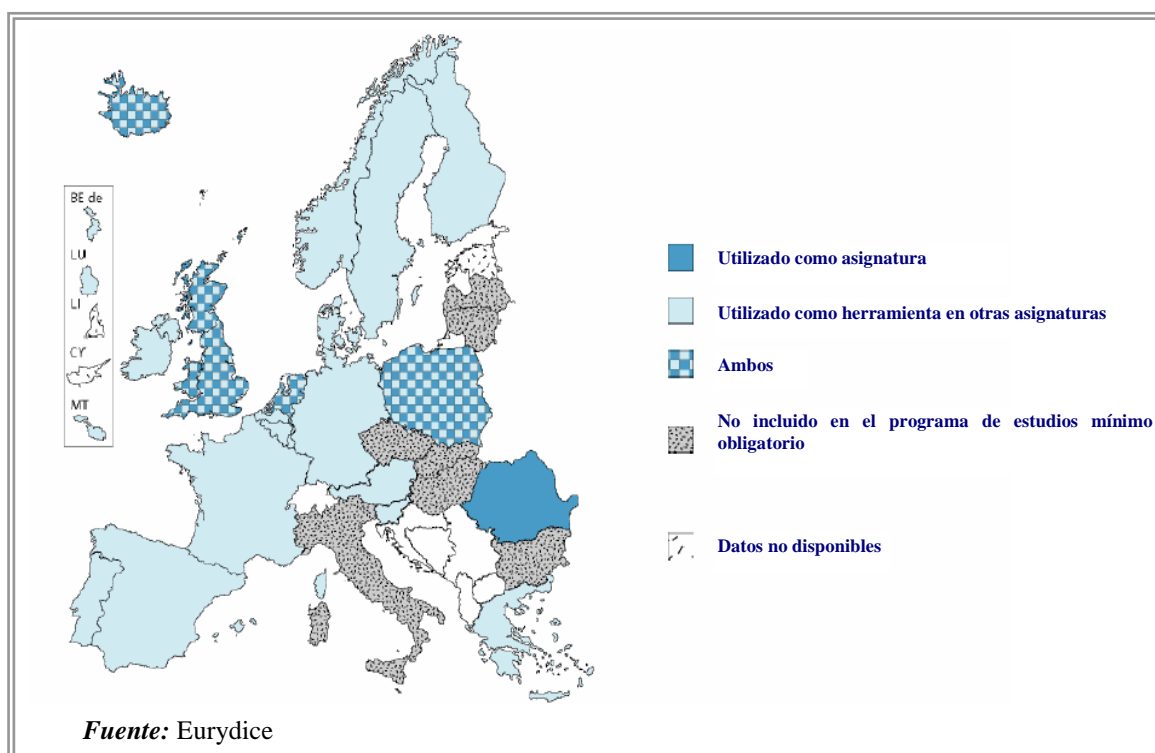 BE de
LU
LI
CY
MT
Utilizado como asignatura
Utilizado como herramienta en otras asignaturas
Ambos
No incluido en el programa de estudios mínimo
obligatorio
Datos no disponibles
Fuente: Eurydice